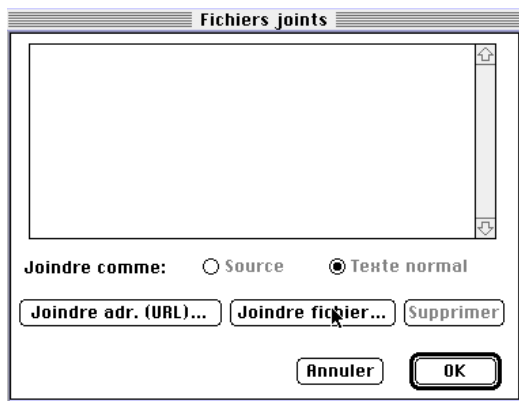 Fichiers joints
Joindre comme: Source Texte normal
Joindre adr. (URL)... Joindre fichier... Supprimer
Annuler OK